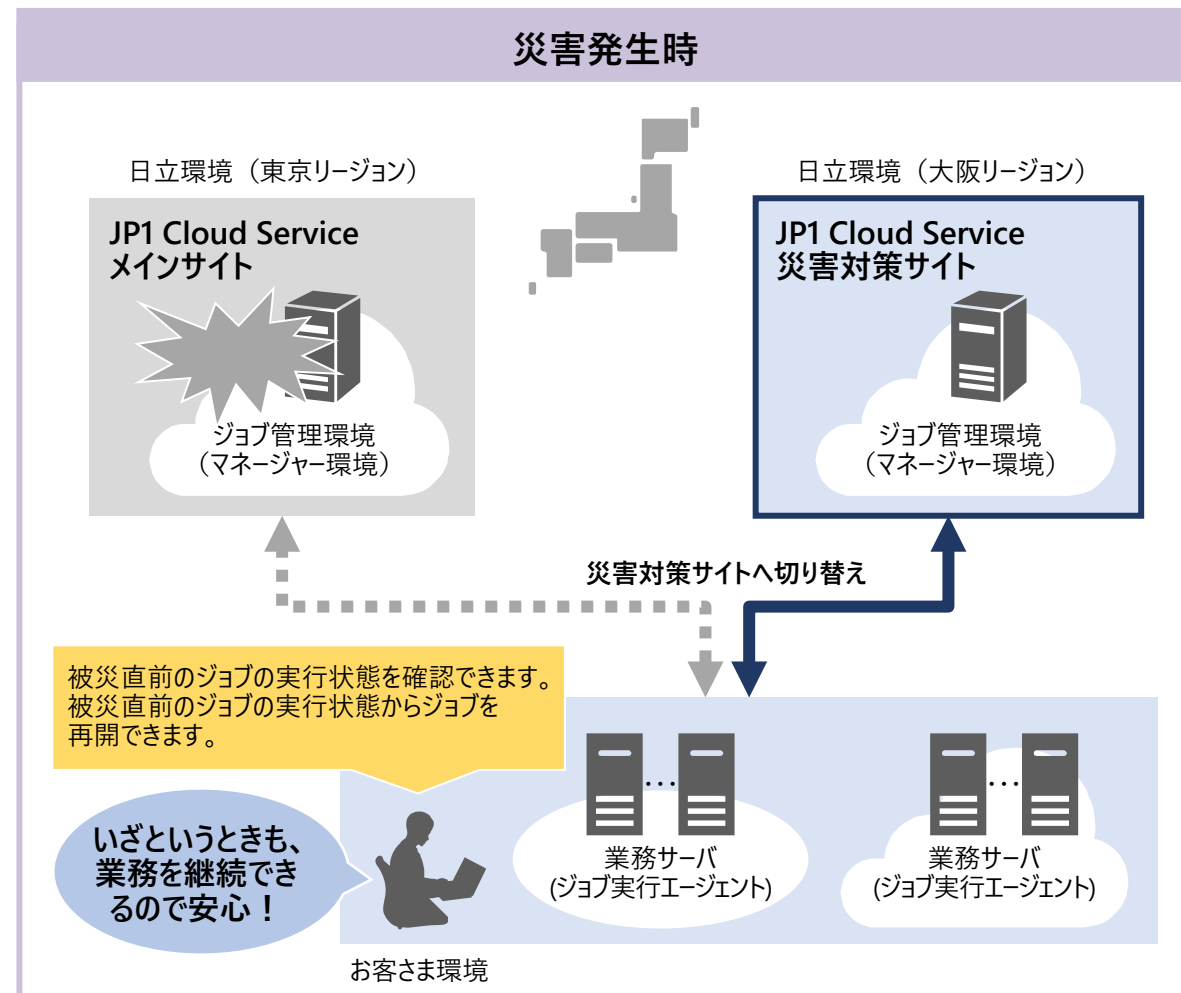 災害発生時
日立環境（東京リージョン）
JP1 Cloud Service
メインサイト
ジョブ管理環境
（マネージャー環境）
日立環境（大阪リージョン）
JP1 Cloud Service
災害対策サイト
ジョブ管理環境
（マネージャー環境）
災害対策サイトへ切り替え
被災直前のジョブの実行状態を確認できます。
被災直前のジョブの実行状態からジョブを
再開できます。
いざというときも、
業務を継続でき
るので安心！
…
業務サーバ
(ジョブ実行エージェント)
…
業務サーバ
(ジョブ実行エージェント)
お客さま環境